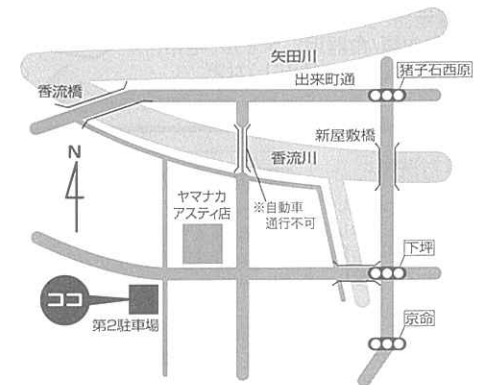 矢田川
出来町通
猪子石西原
香流橋
新屋敷橋
香流川
N
ヤマナカ
アスティ店
※自動車
通行不可
下坪
ココ
第2駐車場
京命